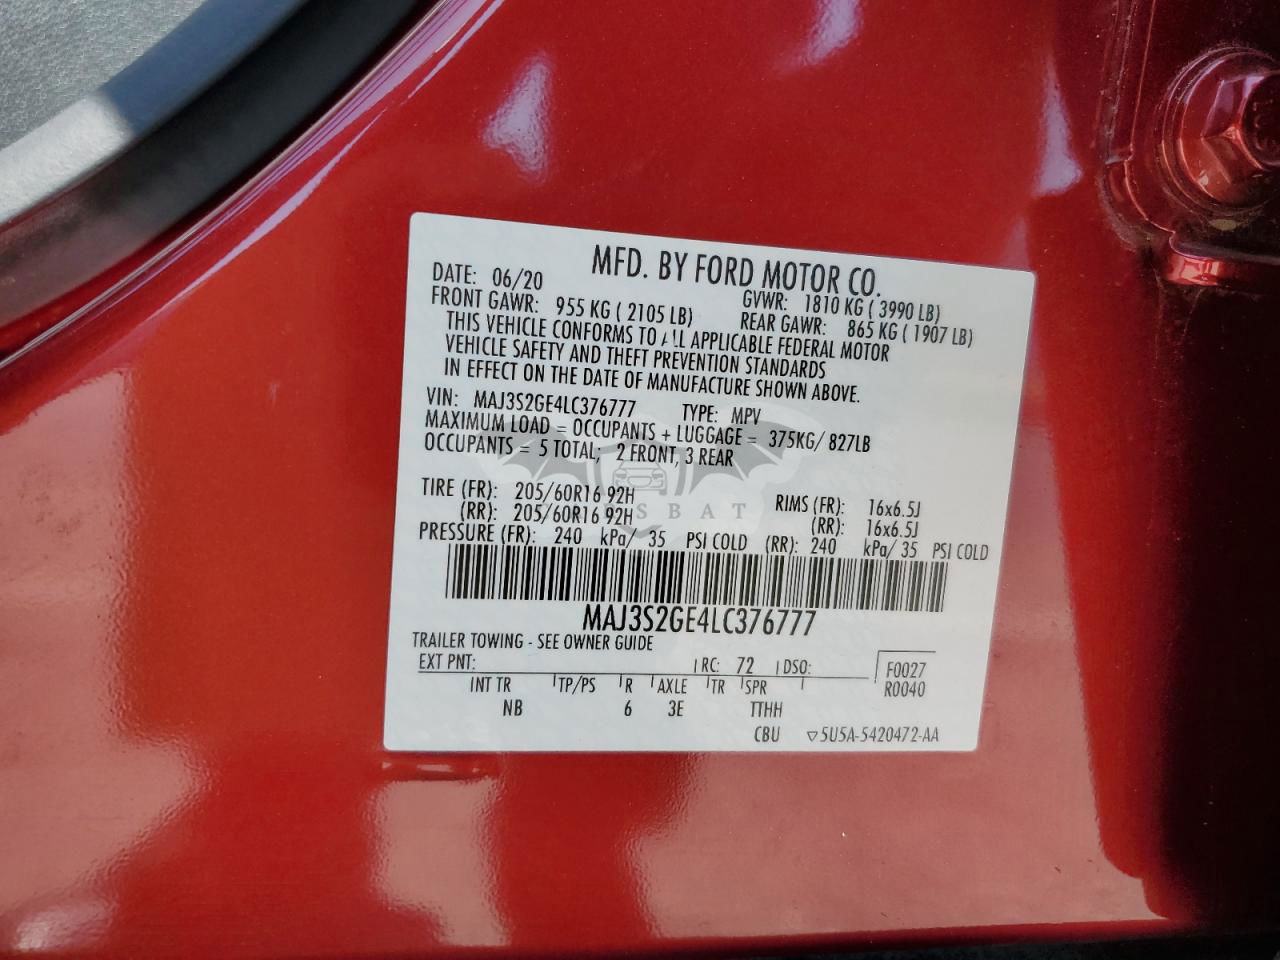 MFD. BY FORD MOTOR CO.
DATE: 06/20 GVWR: 1810 KG ( 3990 LB)
FRONT GAWR: 955 KG ( 2105 LB) REAR GAWR: 865 KG ( 1907 LB)
THIS VEHICLE CONFORMS TO ALL APPLICABLE FEDERAL MOTOR
VEHICLE SAFETY AND THEFT PREVENTION STANDARDS
IN EFFECT ON THE DATE OF MANUFACTURE SHOWN ABOVE.
VIN: MAJ3S2GE4LC376777 TYPE: MPV
MAXIMUM LOAD = OCCUPANTS + LUGGAGE = 375KG/ 827LB
OCCUPANTS = 5 TOTAL; 2 FRONT, 3 REAR
TIRE (FR): 205/60R16 92H RIMS (FR): 16x6.5J
(RR): 205/60R16 92H (RR): 16x6.5J
PRESSURE (FR): 240 kPa/ 35 PSI COLD (RR): 240 kPa/ 35 PSI COLD
MAJ3S2GE4LC376777
TRAILER TOWING - SEE OWNER GUIDE
EXT PNT: RC: 72 DSO: F0027
R0040
INT TR TP/PS R AXLE TR SPR
NB 6 3E TTHH
CBU ▽5U5A-5420472-AA